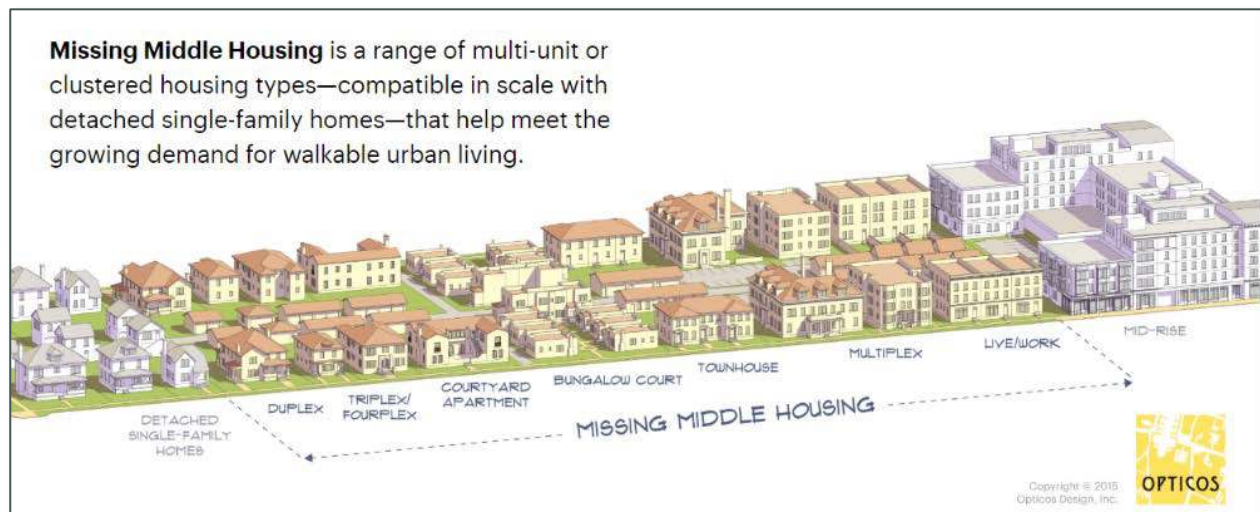 Missing Middle Housing is a range of multi-unit or
clustered housing types—compatible in scale with
detached single-family homes—that help meet the
growing demand for walkable urban living.
DETACHED
SINGLE-FAMILY
HOMES
DUPLEX
TRIPLEX/
FOURPLEX
COURTYARD
APARTMENT
BUNGALOW COURT
TOWNHOUSE
MULTIPLEX
LIVE/WORK
MID-RISE
MISSING MIDDLE HOUSING
Copyright © 2015
Opticos Design, Inc.
OPTICOS